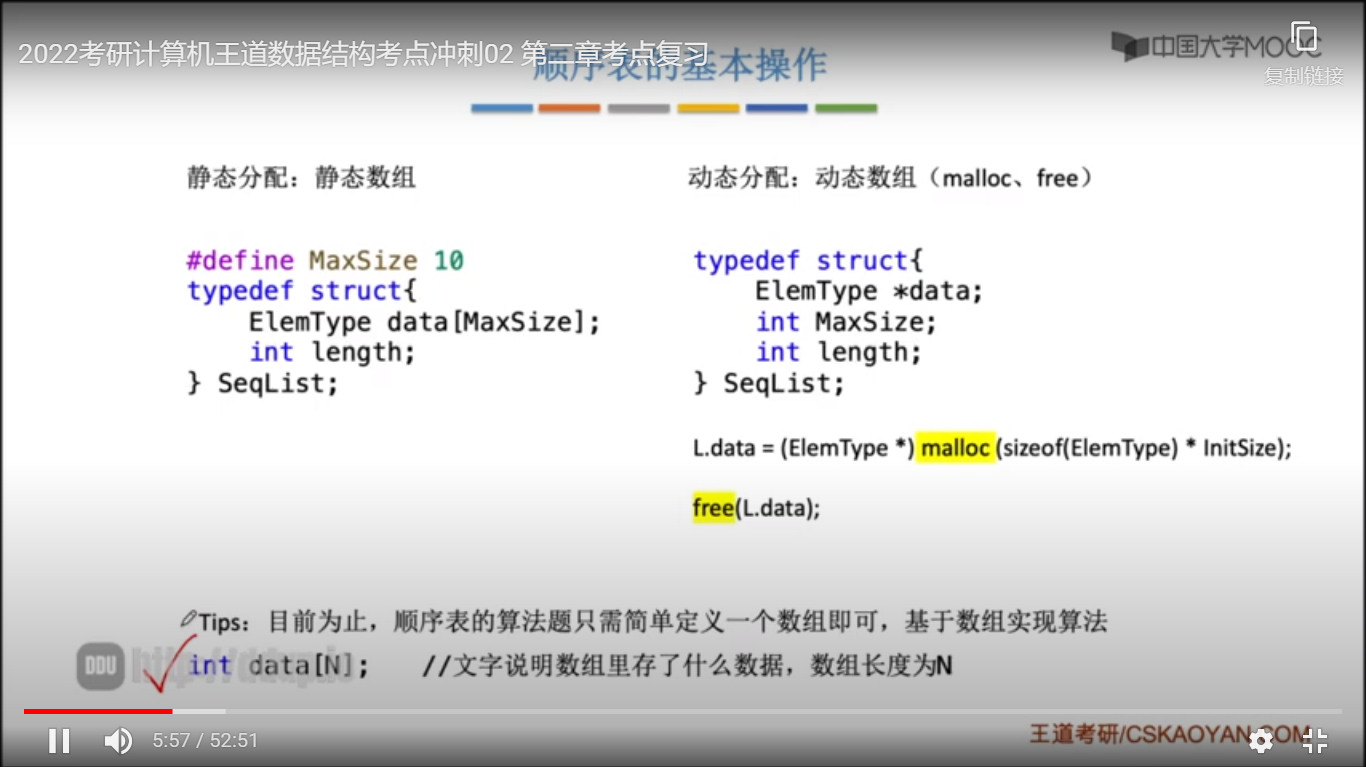 2022考研计算机王道数据结构考点冲刺02 第二章考点复习
顺序表的基本操作
中国大学MOOC
复制链接
静态分配：静态数组
#define MaxSize 10
typedef struct{
ElemType data[MaxSize];
int length;
} SeqList;
动态分配：动态数组（malloc、free）
typedef struct{
ElemType *data;
int MaxSize;
int length;
} SeqList;
L.data = (ElemType *) malloc (sizeof(ElemType) * InitSize);
free(L.data);
Tips：目前为止，顺序表的算法题只需简单定义一个数组即可，基于数组实现算法
int data[N]; //文字说明数组里存了什么数据，数组长度为N
DDU
5:57 / 52:51
王道考研/CSKAOYAN.COM